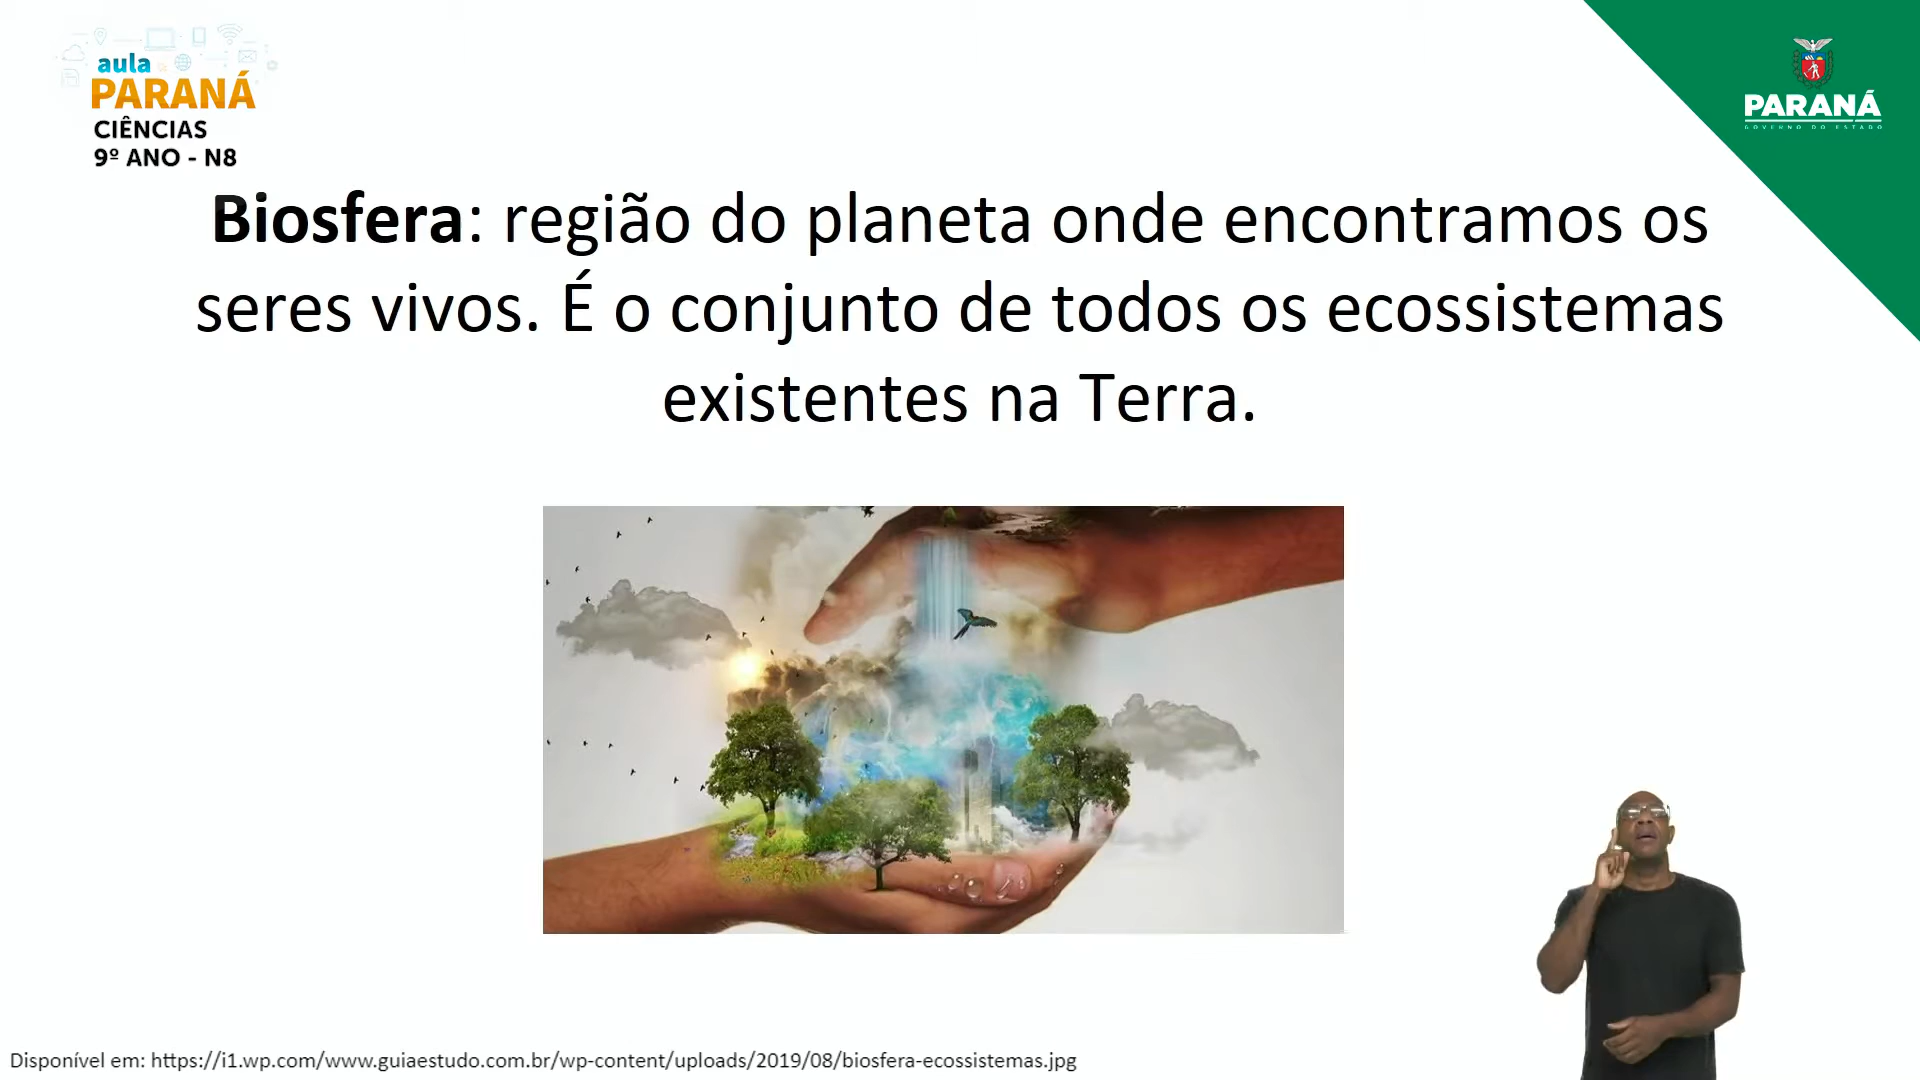 aula
PARANÁ
CIÊNCIAS
9º ANO - N8
PARANÁ
GOVERNO DO ESTADO
Biosfera: região do planeta onde encontramos os
seres vivos. É o conjunto de todos os ecossistemas
existentes na Terra.
Disponível em: https://i1.wp.com/www.guiaestudo.com.br/wp-content/uploads/2019/08/biosfera-ecossistemas.jpg